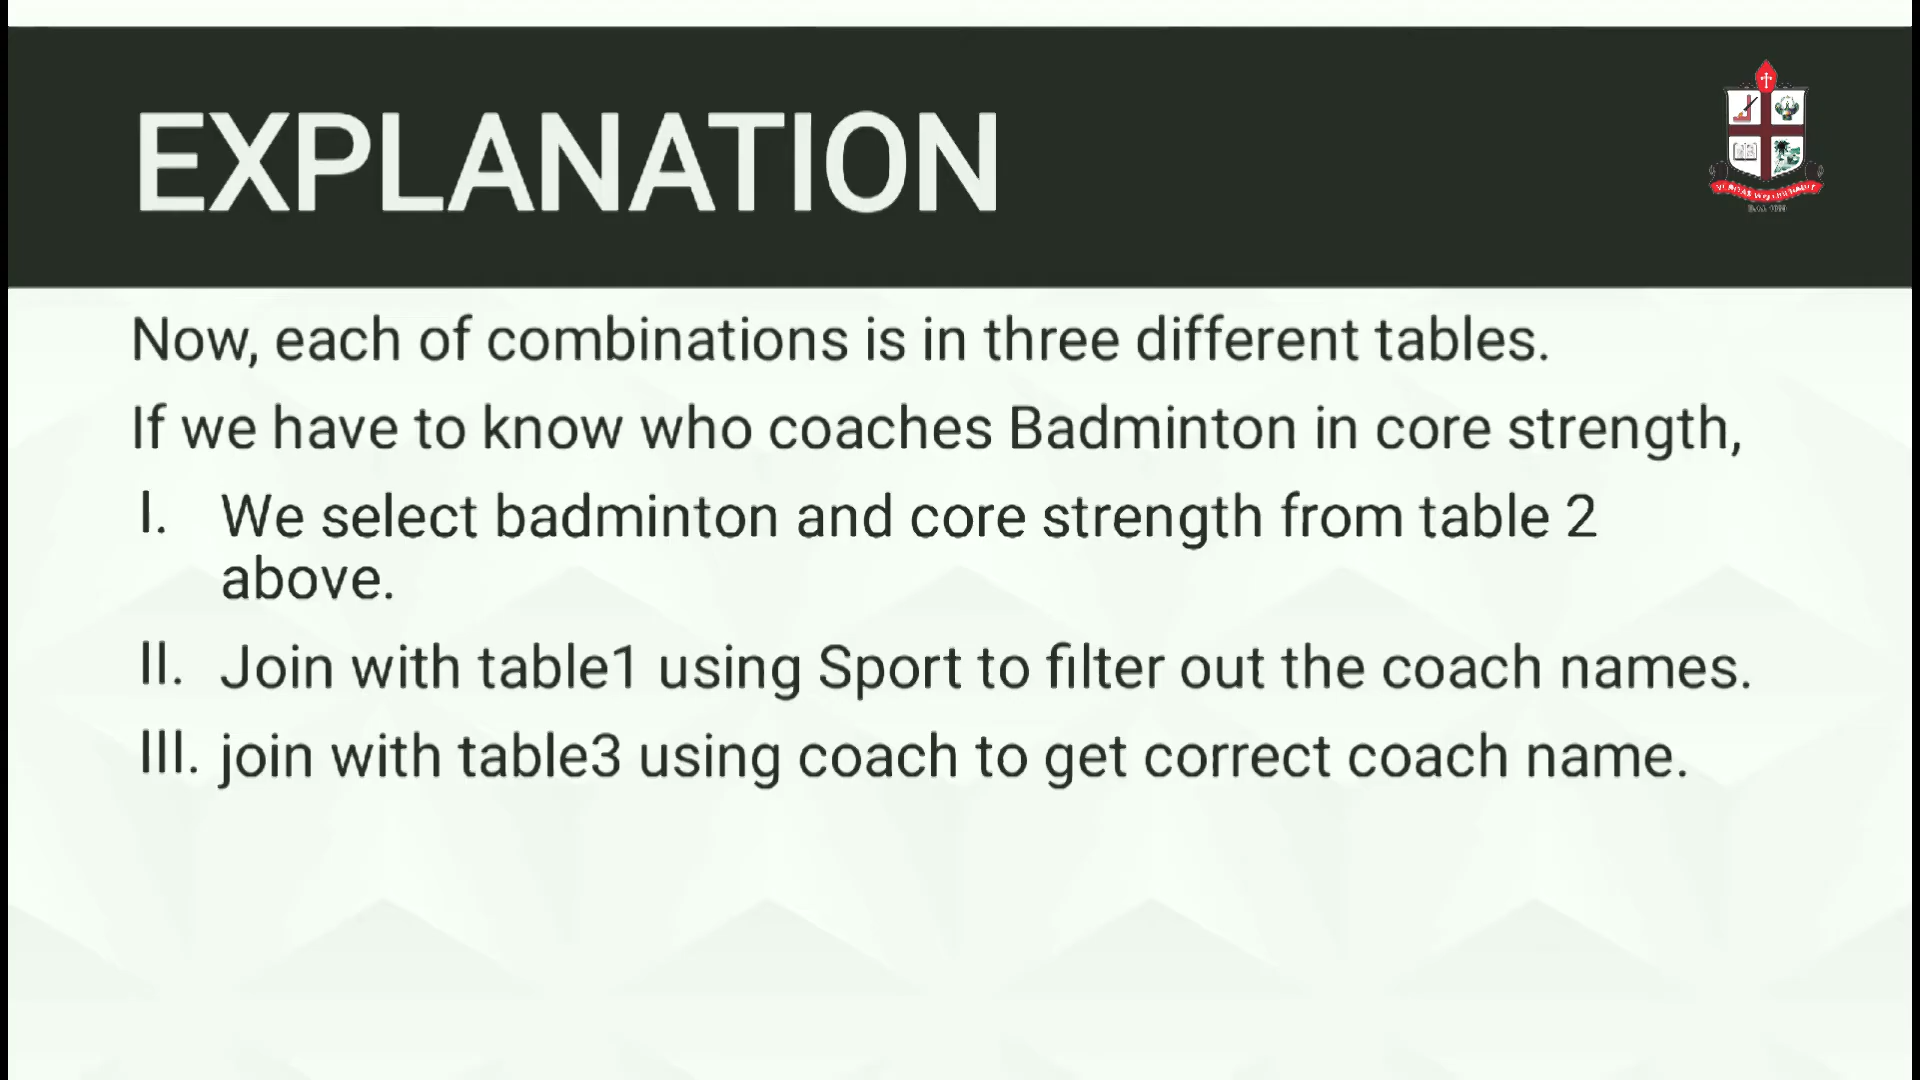 EXPLANATION
Now, each of combinations is in three different tables.
If we have to know who coaches Badminton in core strength,
I. We select badminton and core strength from table 2
above.
II. Join with table1 using Sport to filter out the coach names.
III. join with table3 using coach to get correct coach name.